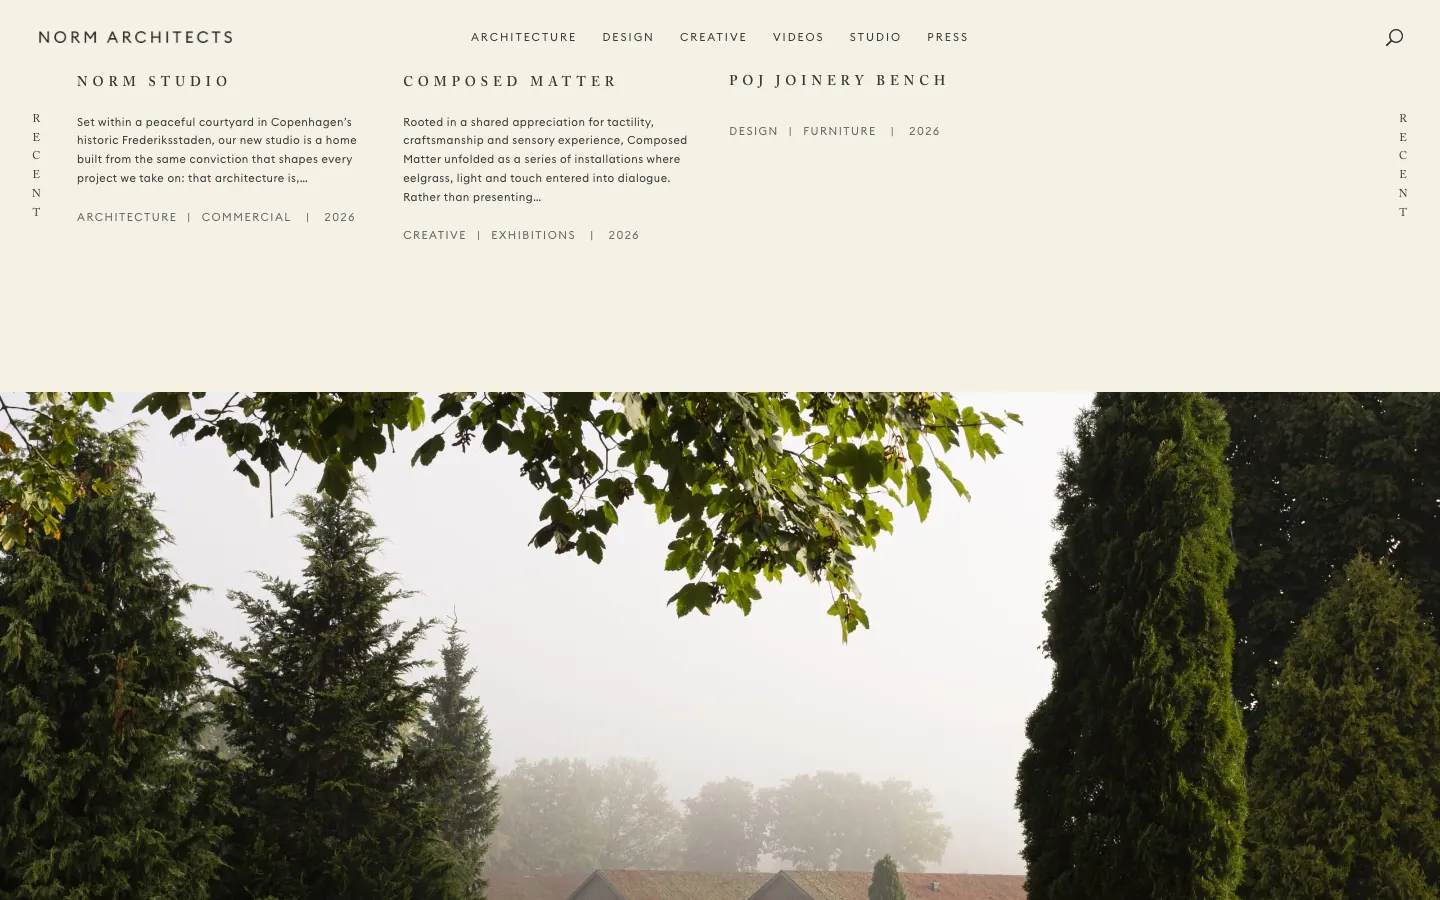 NORM ARCHITECTS
ARCHITECTURE DESIGN CREATIVE VIDEOS STUDIO PRESS
RECENT
NORM STUDIO
Set within a peaceful courtyard in Copenhagen’s
historic Frederiksstaden, our new studio is a home
built from the same conviction that shapes every
project we take on: that architecture is,…
ARCHITECTURE | COMMERCIAL | 2026
COMPOSED MATTER
Rooted in a shared appreciation for tactility,
craftsmanship and sensory experience, Composed
Matter unfolded as a series of installations where
eelgrass, light and touch entered into dialogue.
Rather than presenting…
CREATIVE | EXHIBITIONS | 2026
POJ JOINERY BENCH
DESIGN | FURNITURE | 2026
RECENT